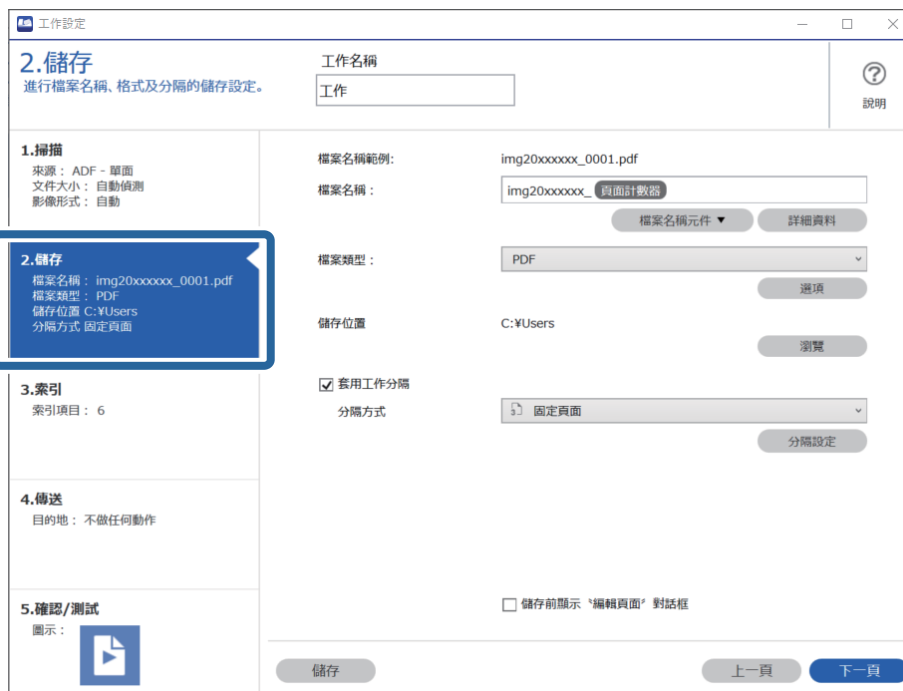 工作設定
2.儲存
進行檔案名稱、格式及分隔的儲存設定。
工作名稱
工作
說明
1.掃描
來源： ADF - 單面
文件大小： 自動偵測
影像形式： 自動
2.儲存
檔案名稱： img20xxxxxx_0001.pdf
檔案類型： PDF
儲存位置 C:¥Users
分隔方式 固定頁面
3.索引
索引項目： 6
4.傳送
目的地： 不做任何動作
5.確認/測試
圖示：
檔案名稱範例: img20xxxxxx_0001.pdf
檔案名稱： img20xxxxxx_ 頁面計數器
檔案名稱元件▼ 詳細資料
檔案類型： PDF
選項
儲存位置 C:¥Users
瀏覽
套用工作分隔
分隔方式 3 固定頁面
分隔設定
儲存前顯示〝編輯頁面〞對話框
儲存 上一頁 下一頁